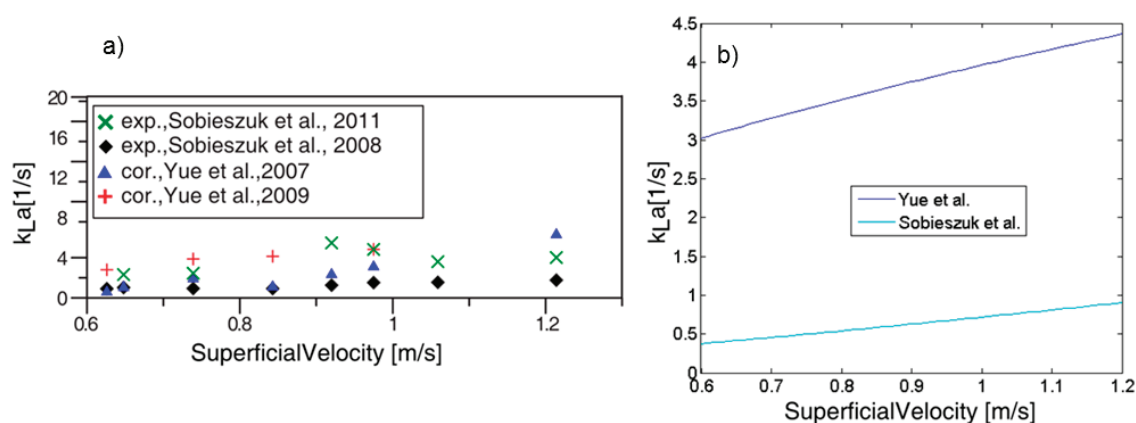 a)
20
16
12
8
4
0
k_L a[1/s]
exp.,Sobieszuk et al., 2011
exp.,Sobieszuk et al., 2008
cor.,Yue et al.,2007
cor.,Yue et al.,2009
0.6
0.8
1
1.2
SuperficialVelocity [m/s]
b)
4.5
4
3.5
3
2.5
2
1.5
1
0.5
0
k_L a[1/s]
Yue et al.
Sobieszuk et al.
0.6
0.7
0.8
0.9
1
1.1
1.2
SuperficialVelocity [m/s]